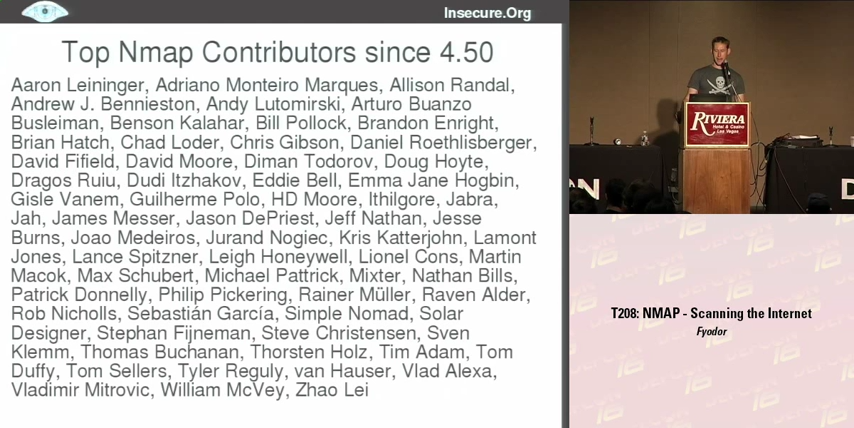 Insecure.Org
Top Nmap Contributors since 4.50
Aaron Leininger, Adriano Monteiro Marques, Allison Randal,
Andrew J. Bennieston, Andy Lutomirski, Arturo Buanzo
Busleiman, Benson Kalahar, Bill Pollock, Brandon Enright,
Brian Hatch, Chad Loder, Chris Gibson, Daniel Roethlisberger,
David Fifield, David Moore, Diman Todorov, Doug Hoyte,
Dragos Ruiu, Dudi Itzhakov, Eddie Bell, Emma Jane Hogbin,
Gisle Vanem, Guilherme Polo, HD Moore, Ithilgore, Jabra,
Jah, James Messer, Jason DePriest, Jeff Nathan, Jesse
Burns, Joao Medeiros, Jurand Nogiec, Kris Katterjohn, Lamont
Jones, Lance Spitzner, Leigh Honeywell, Lionel Cons, Martin
Macok, Max Schubert, Michael Pattrick, Mixter, Nathan Bills,
Patrick Donnelly, Philip Pickering, Rainer Müller, Raven Alder,
Rob Nicholls, Sebastián García, Simple Nomad, Solar
Designer, Stephan Fijneman, Steve Christensen, Sven
Klemm, Thomas Buchanan, Thorsten Holz, Tim Adam, Tom
Duffy, Tom Sellers, Tyler Reguly, van Hauser, Vlad Alexa,
Vladimir Mitrovic, William McVey, Zhao Lei
RIVIERA
Hotel & Casino
Las Vegas
T208: NMAP - Scanning the Internet
Fyodor